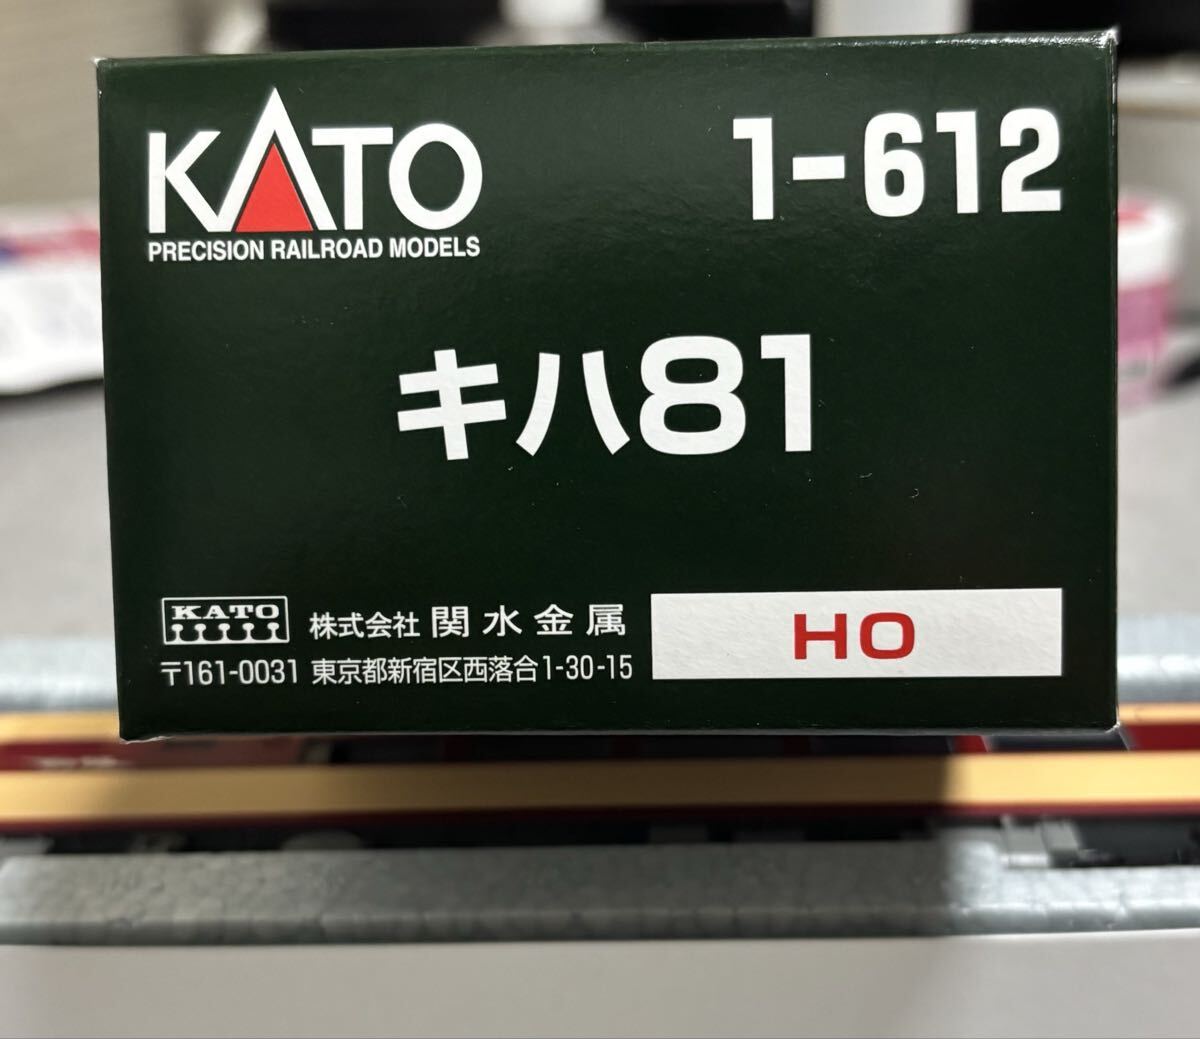 KATO 1-612
PRECISION RAILROAD MODELS
キハ81
KATO 株式会社 関水金属 HO
〒161-0031 東京都新宿区西落合1-30-15